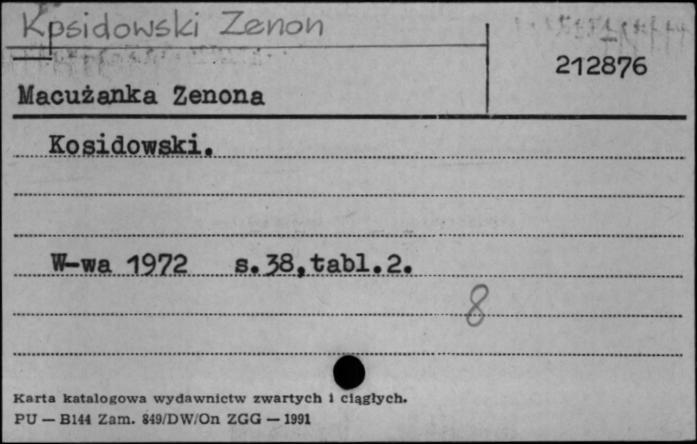 Kosidowski Zenon
212876
Macużanka Zenona
Kosidowski.
W-wa 1972 s.38,tabl.2.
8
Karta katalogowa wydawnictw zwartych i ciągłych.
PU — B144 Zam. 849/DW/On ZGG — 1991